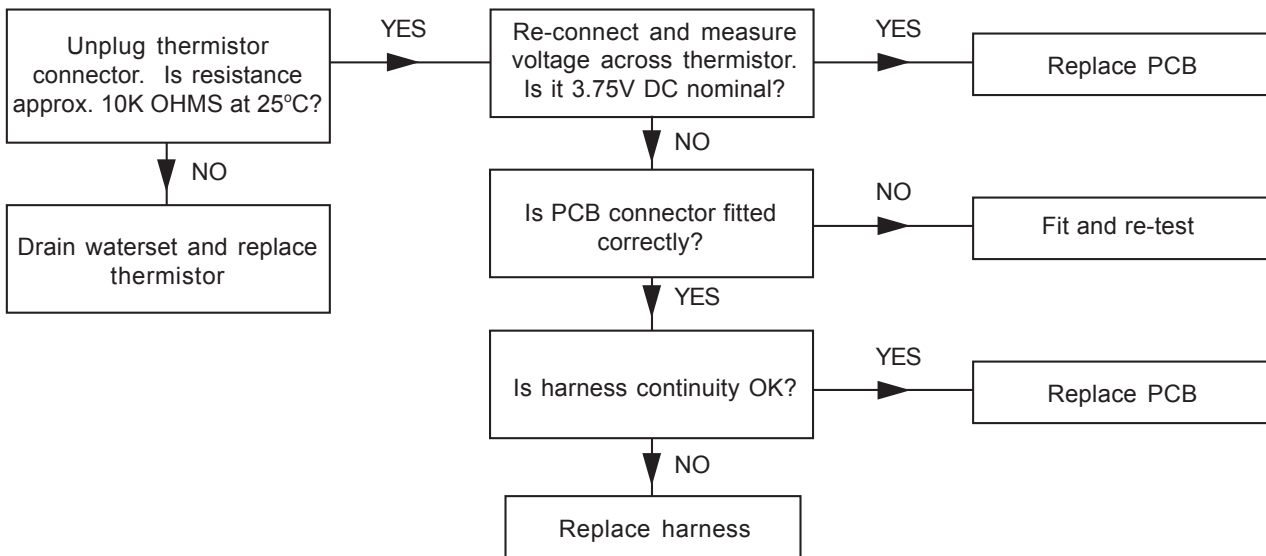 Unplug thermistor
connector. Is resistance
approx. 10K OHMS at 25°C?
YES
Re-connect and measure
voltage across thermistor.
Is it 3.75V DC nominal?
YES
Replace PCB
NO
Drain waterset and replace
thermistor
NO
Is PCB connector fitted
correctly?
NO
Fit and re-test
YES
Is harness continuity OK?
YES
Replace PCB
NO
Replace harness